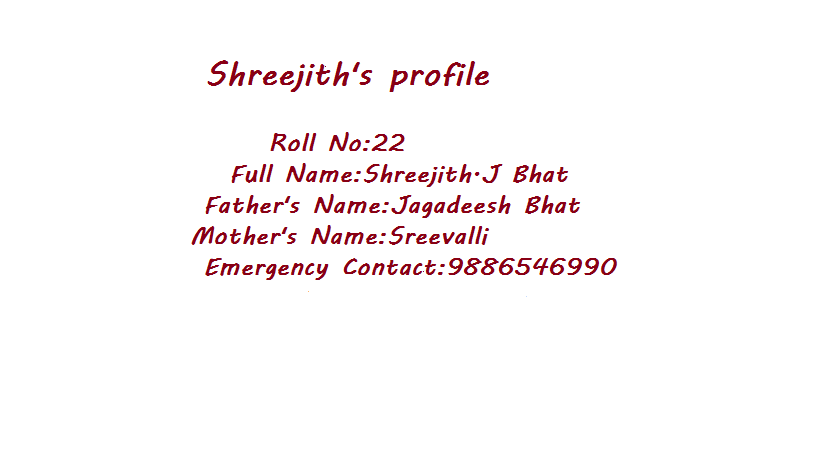 Shreejith's profile
Roll No:22
Full Name:Shreejith.J Bhat
Father's Name:Jagadeesh Bhat
Mother's Name:Sreevalli
Emergency Contact:9886546990